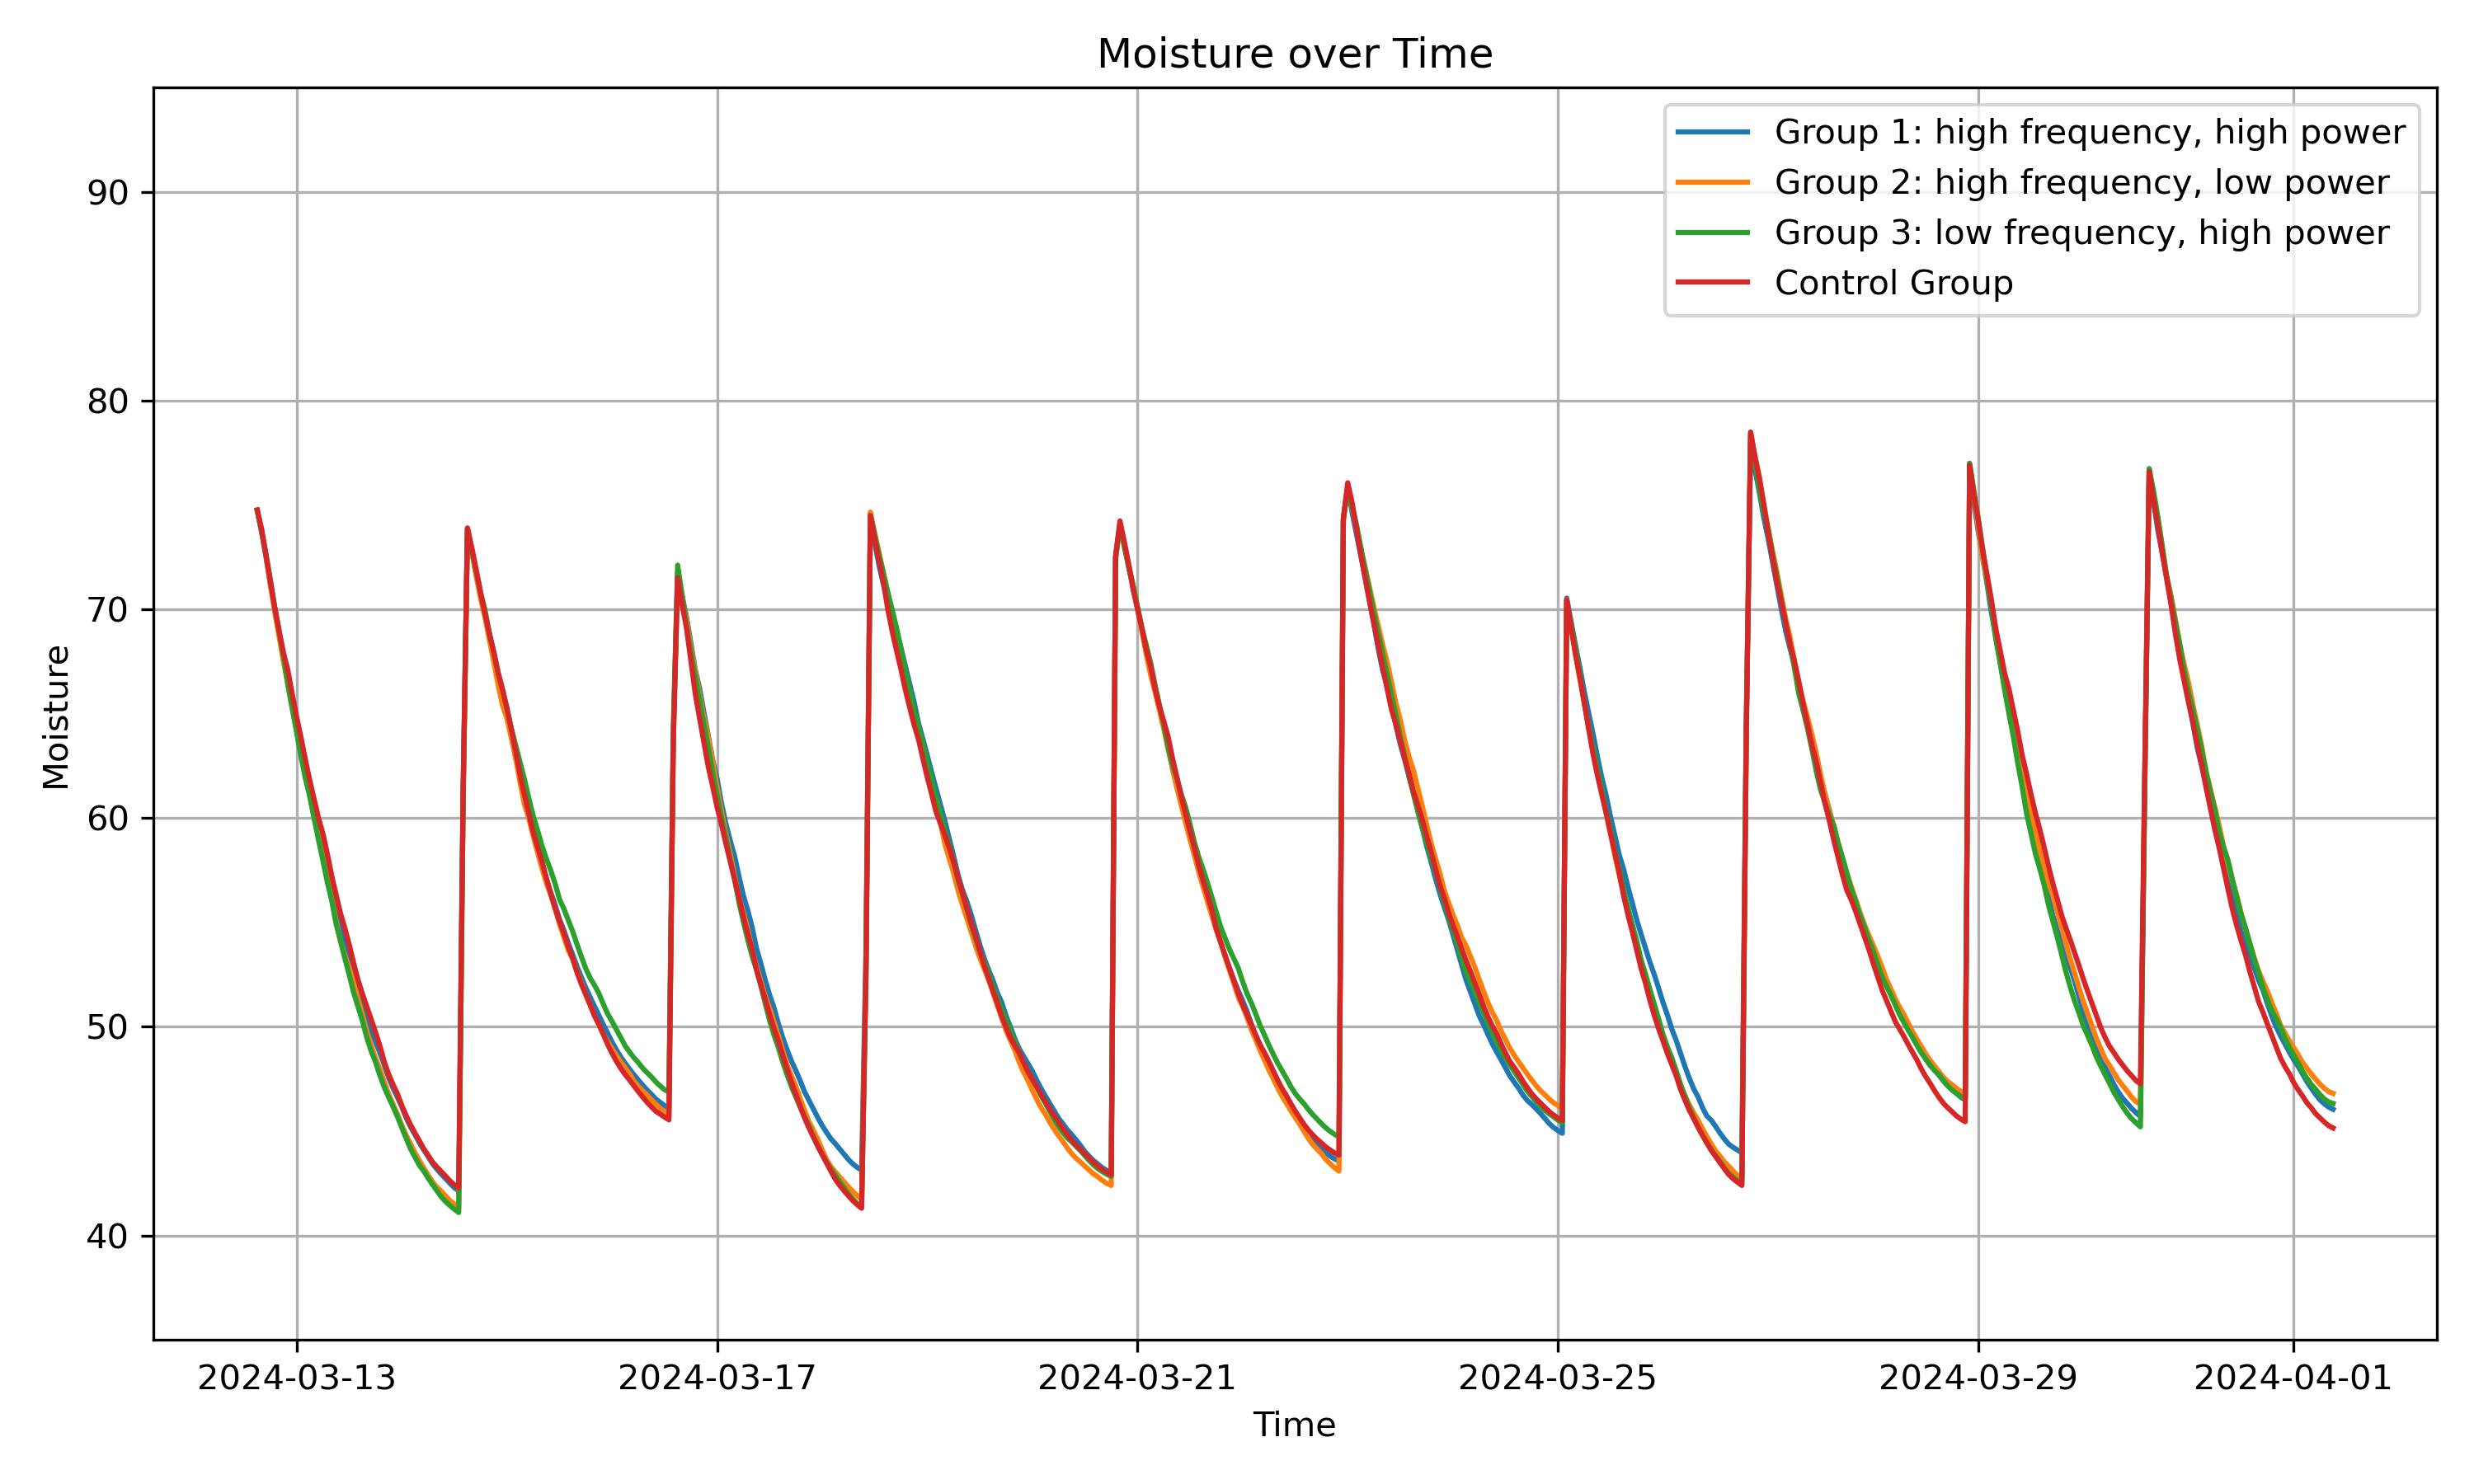 Moisture over Time
Group 1: high frequency, high power
Group 2: high frequency, low power
Group 3: low frequency, high power
Control Group
90
80
70
60
50
40
Moisture
2024-03-13
2024-03-17
2024-03-21
2024-03-25
2024-03-29
2024-04-01
Time